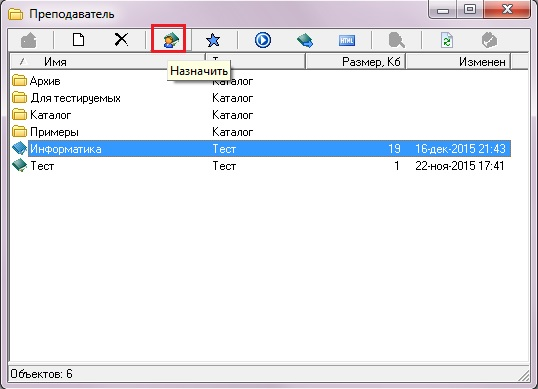 Преподаватель
HTML
Имя Т Размер, Кб Изменен
Назначить
Архив Каталог
Для тестируемых Каталог
Каталог Каталог
Примеры Каталог
Информатика Тест 19 16-дек-2015 21:43
Тест Тест 1 22-ноя-2015 17:41
Объектов: 6